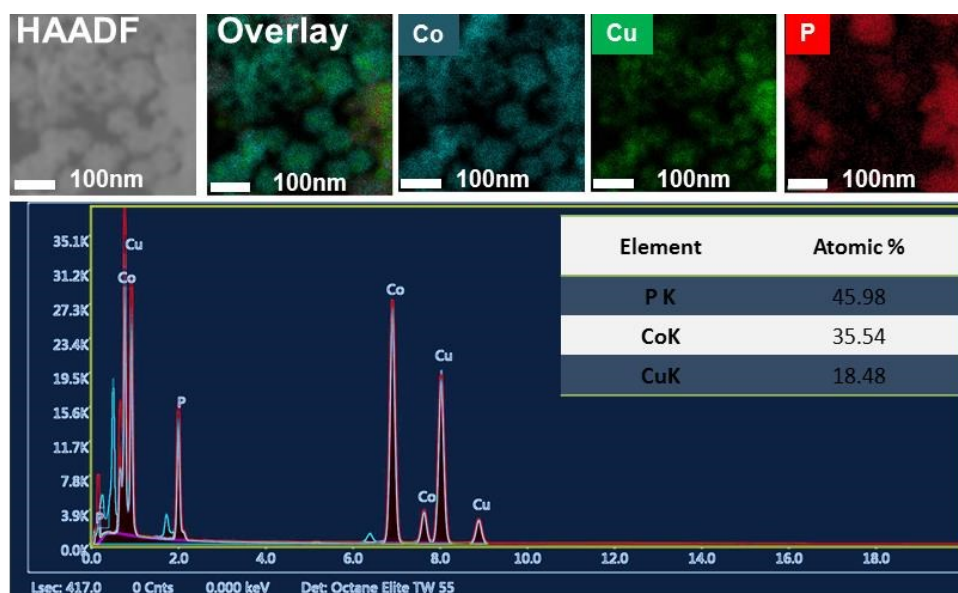 HAADF
Overlay
Co
Cu
P
100nm
100nm
100nm
100nm
100nm
35.1K
31.2K
27.3K
23.4K
19.5K
15.6K
11.7K
7.8K
3.9K
0.0K
Cu
Co
P
P
Co
Cu
Co
Cu
0.0 2.0 4.0 6.0 8.0 10.0 12.0 14.0 16.0 18.0
Element Atomic %
P K 45.98
CoK 35.54
CuK 18.48
Lsec: 417.0 0 Cnts 0.000 keV Det: Octane Elite TW 55